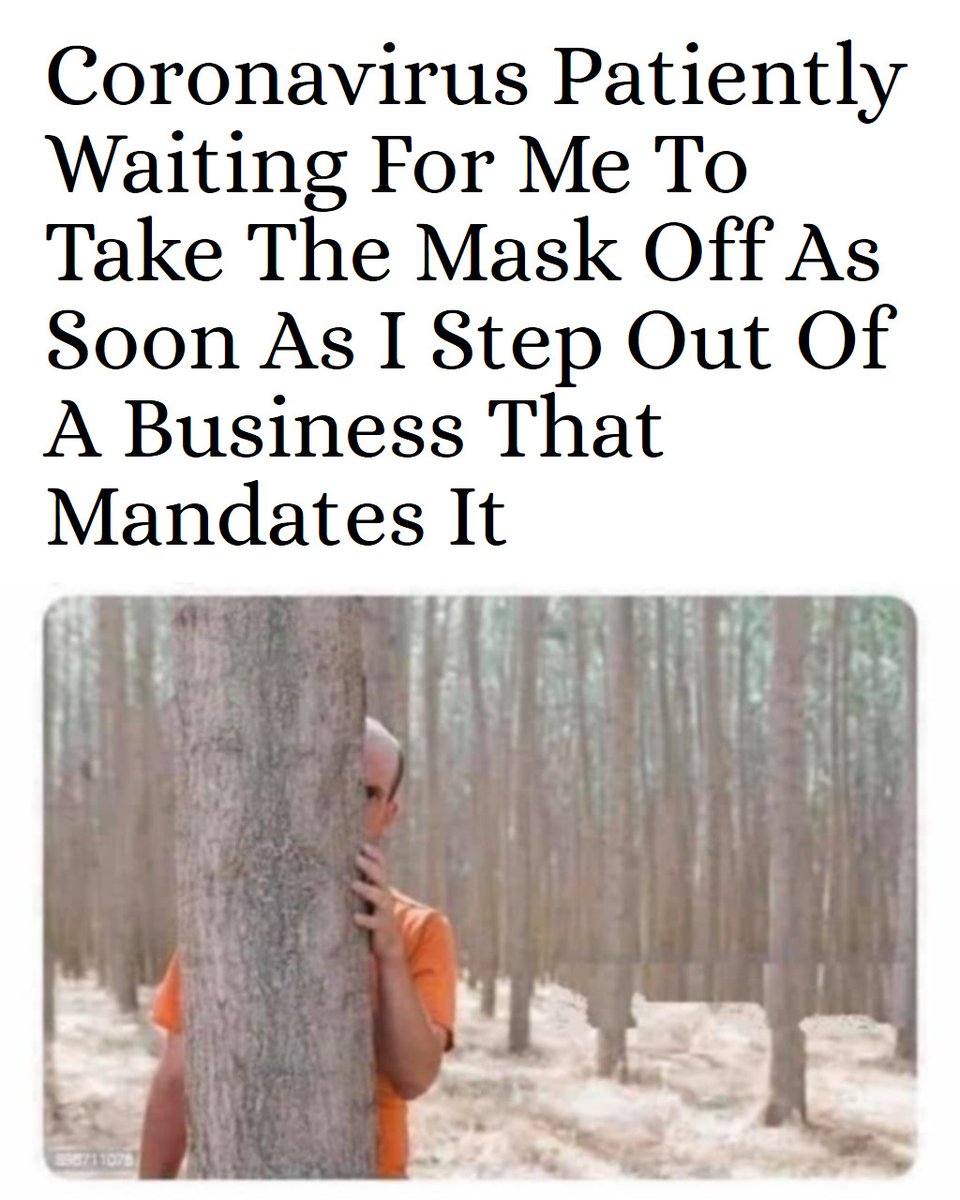 Coronavirus Patiently
Waiting For Me To
Take The Mask Off As
Soon As I Step Out Of
A Business That
Mandates It